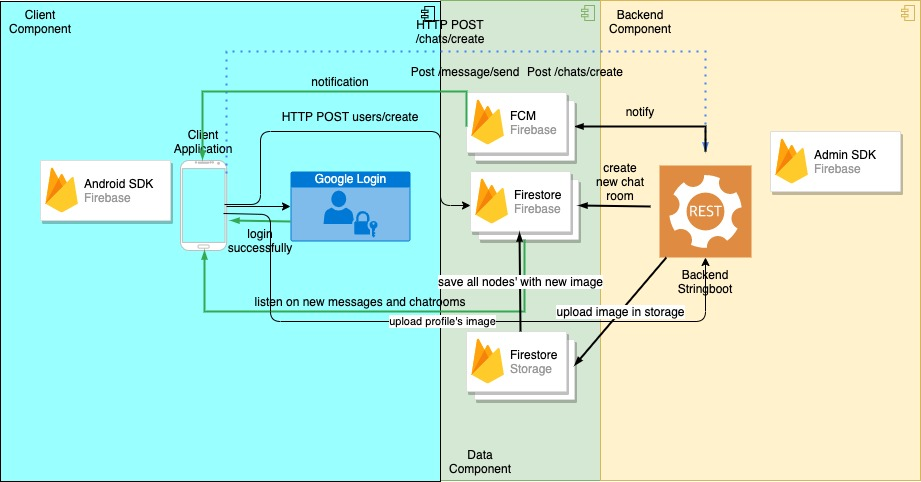 Client
Component
HTTP POST
/chats/create
Backend
Component
Post /message/send
Post /chats/create
notification
FCM
Firebase
notify
HTTP POST users/create
Client
Application
Admin SDK
Firebase
Android SDK
Firebase
Google Login
Firestore
Firebase
create
new chat
room
REST
login
successfully
Backend
Stringboot
save all nodes' with new image
listen on new messages and chatrooms
upload image in storage
upload profile's image
Firestore
Storage
Data
Component